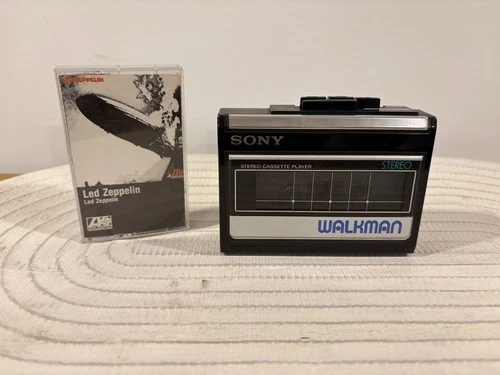 LED ZEPPELIN
Led Zeppelin
Led Zeppelin
SONY
STEREO CASSETTE PLAYER
STEREO
WALKMAN